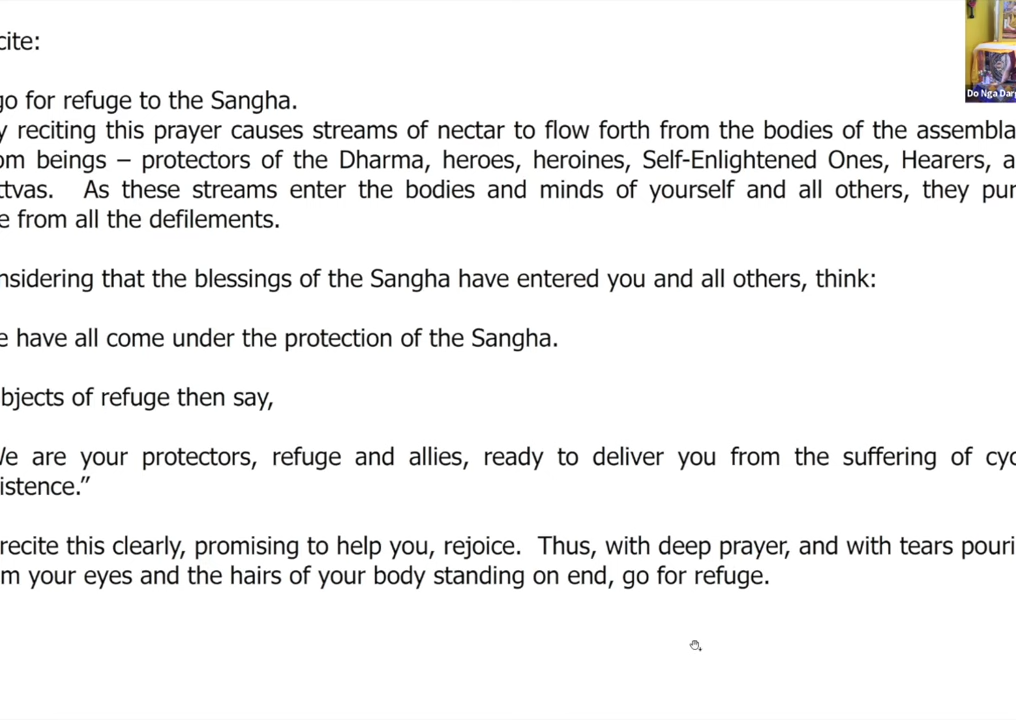 cite:
go for refuge to the Sangha.
y reciting this prayer causes streams of nectar to flow forth from the bodies of the assembla
om beings – protectors of the Dharma, heroes, heroines, Self-Enlightened Ones, Hearers, a
ttvas. As these streams enter the bodies and minds of yourself and all others, they pur
e from all the defilements.
nsidering that the blessings of the Sangha have entered you and all others, think:
e have all come under the protection of the Sangha.
bjects of refuge then say,
We are your protectors, refuge and allies, ready to deliver you from the suffering of cyc
istence.”
recite this clearly, promising to help you, rejoice. Thus, with deep prayer, and with tears pouri
m your eyes and the hairs of your body standing on end, go for refuge.
Do Nga Darg